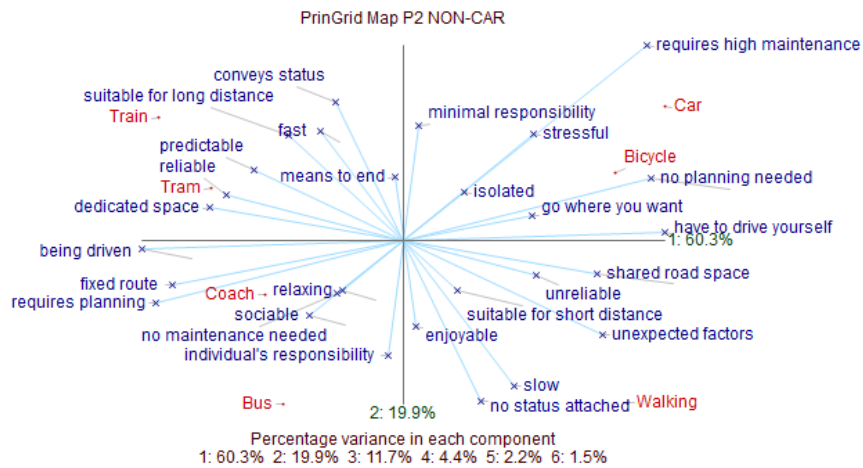 PrinGrid Map P2 NON-CAR
requires high maintenance
conveys status
suitable for long distance
Train
Car
minimal responsibility
fast
stressful
predictable
Bicycle
reliable
means to end
no planning needed
Tram
isolated
dedicated space
go where you want
have to drive yourself
1: 60.3%
being driven
shared road space
fixed route
relaxing
unreliable
requires planning
Coach
sociable
suitable for short distance
no maintenance needed
enjoyable
unexpected factors
individual's responsibility
slow
Bus
no status attached
Walking
2: 19.9%
Percentage variance in each component
1: 60.3% 2: 19.9% 3: 11.7% 4: 4.4% 5: 2.2% 6: 1.5%